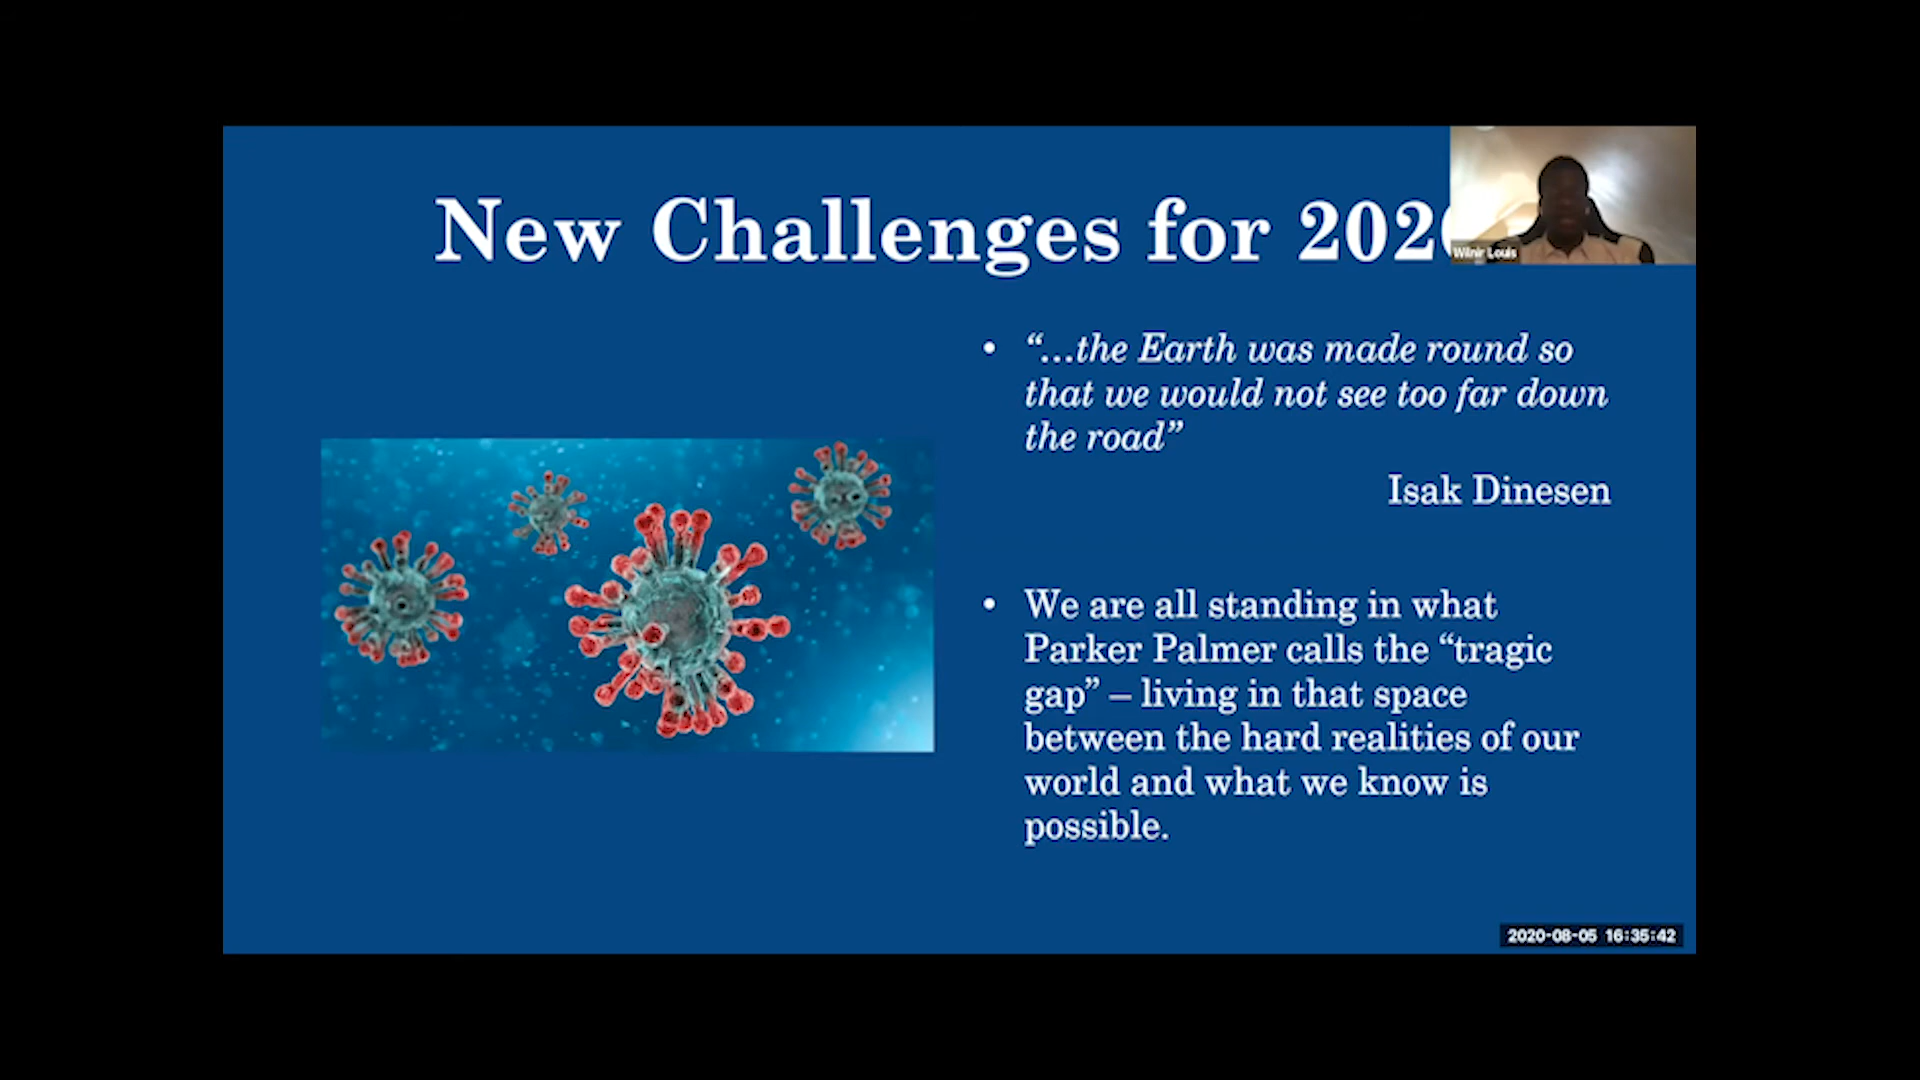 New Challenges for 202
Wilnir Louis
• “...the Earth was made round so
that we would not see too far down
the road”
Isak Dinesen
• We are all standing in what
Parker Palmer calls the “tragic
gap” – living in that space
between the hard realities of our
world and what we know is
possible.
2020-08-05 16:35:42